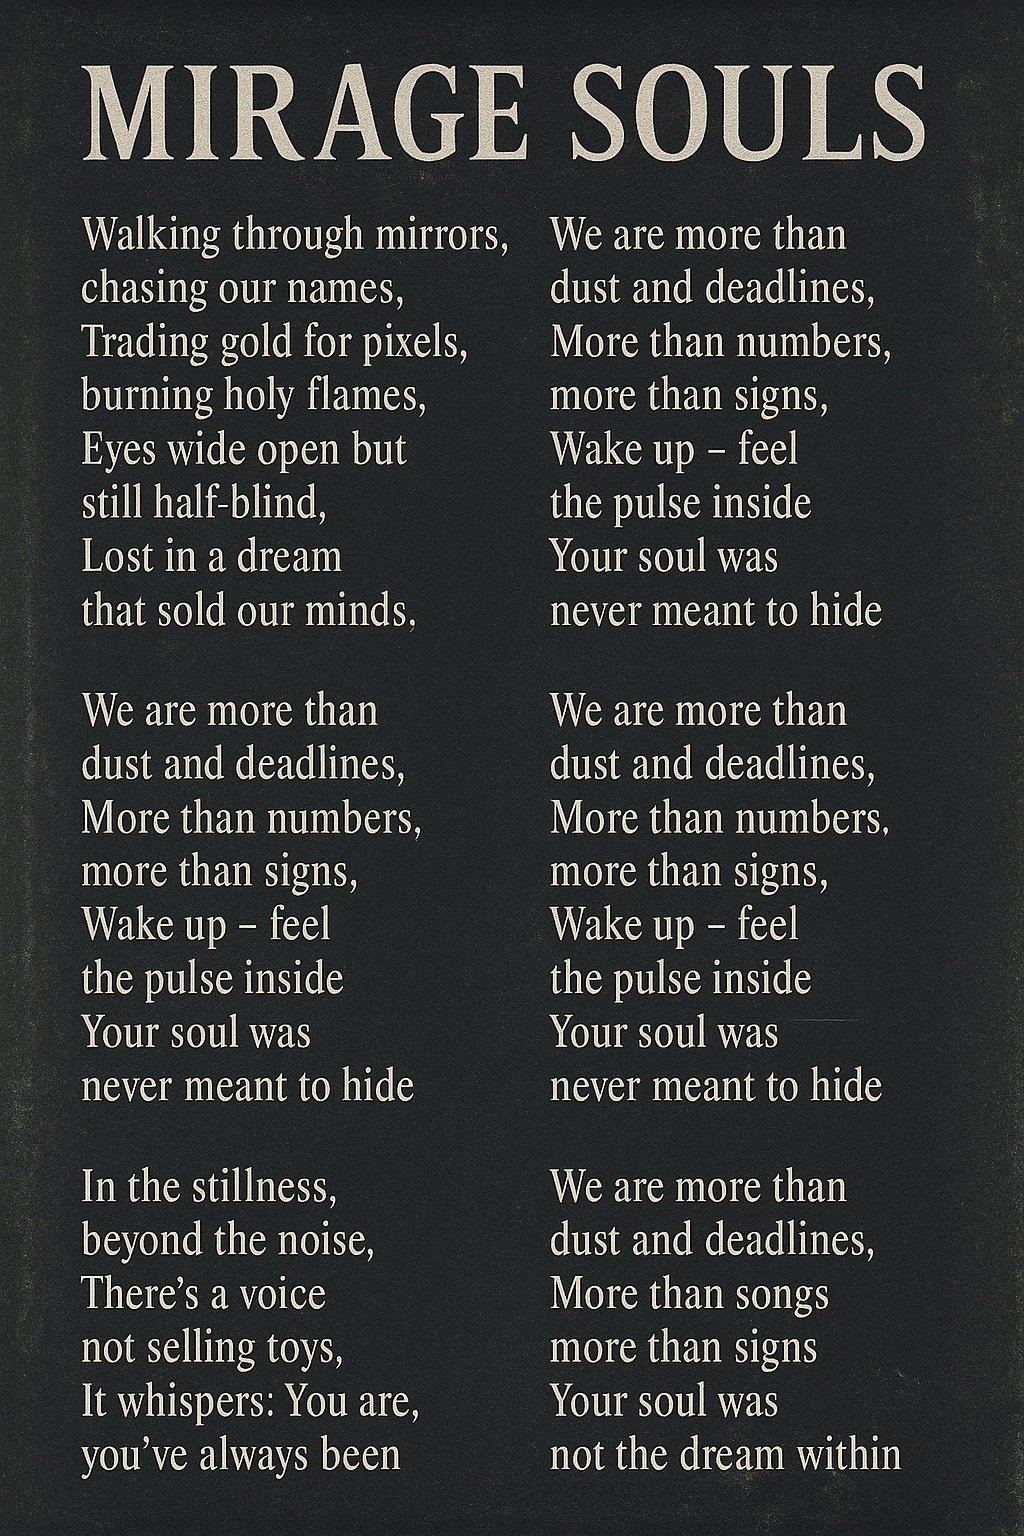 MIRAGE SOULS
Walking through mirrors,
chasing our names,
Trading gold for pixels,
burning holy flames,
Eyes wide open but
still half-blind,
Lost in a dream
that sold our minds,
We are more than
dust and deadlines,
More than numbers,
more than signs,
Wake up – feel
the pulse inside
Your soul was
never meant to hide
In the stillness,
beyond the noise,
There’s a voice
not selling toys,
It whispers: You are,
you’ve always been
We are more than
dust and deadlines,
More than numbers,
more than signs,
Wake up – feel
the pulse inside
Your soul was
never meant to hide
We are more than
dust and deadlines,
More than numbers,
more than signs,
Wake up – feel
the pulse inside
Your soul was
never meant to hide
We are more than
dust and deadlines,
More than songs
more than signs
Your soul was
not the dream within